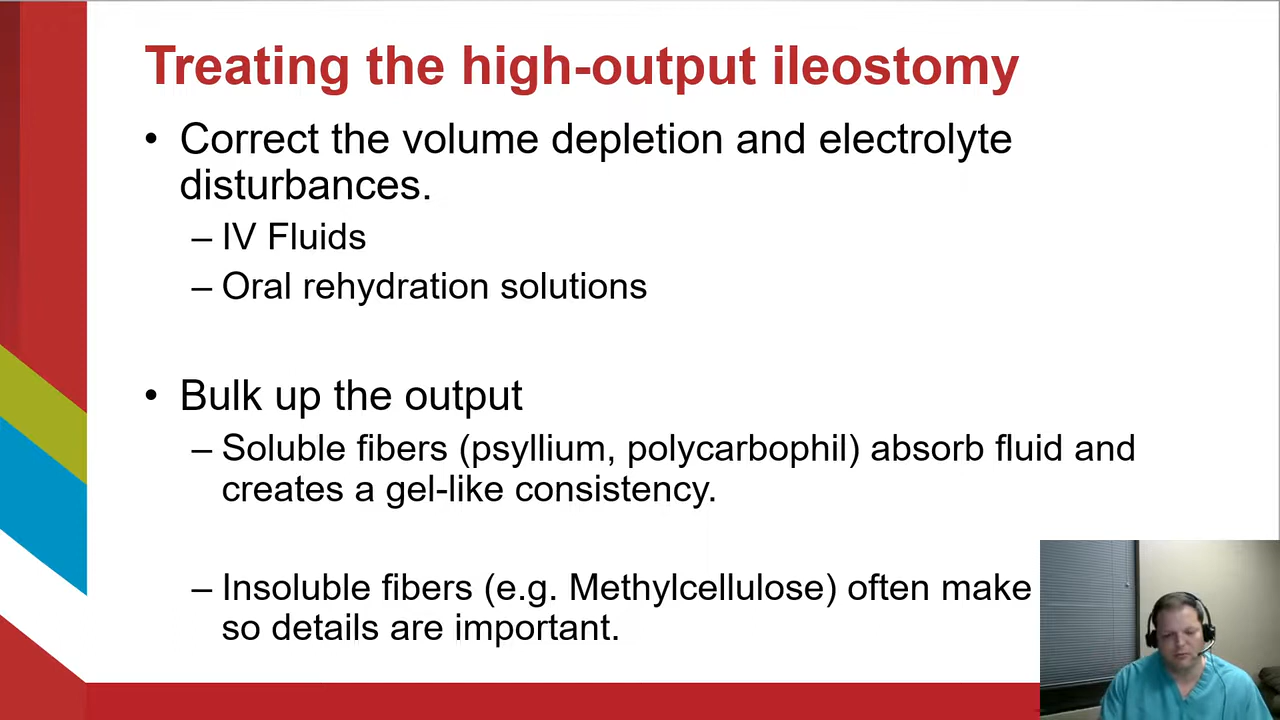 Treating the high-output ileostomy
• Correct the volume depletion and electrolyte
disturbances.
– IV Fluids
– Oral rehydration solutions
• Bulk up the output
– Soluble fibers (psyllium, polycarbophil) absorb fluid and
creates a gel-like consistency.
– Insoluble fibers (e.g. Methylcellulose) often make
so details are important.